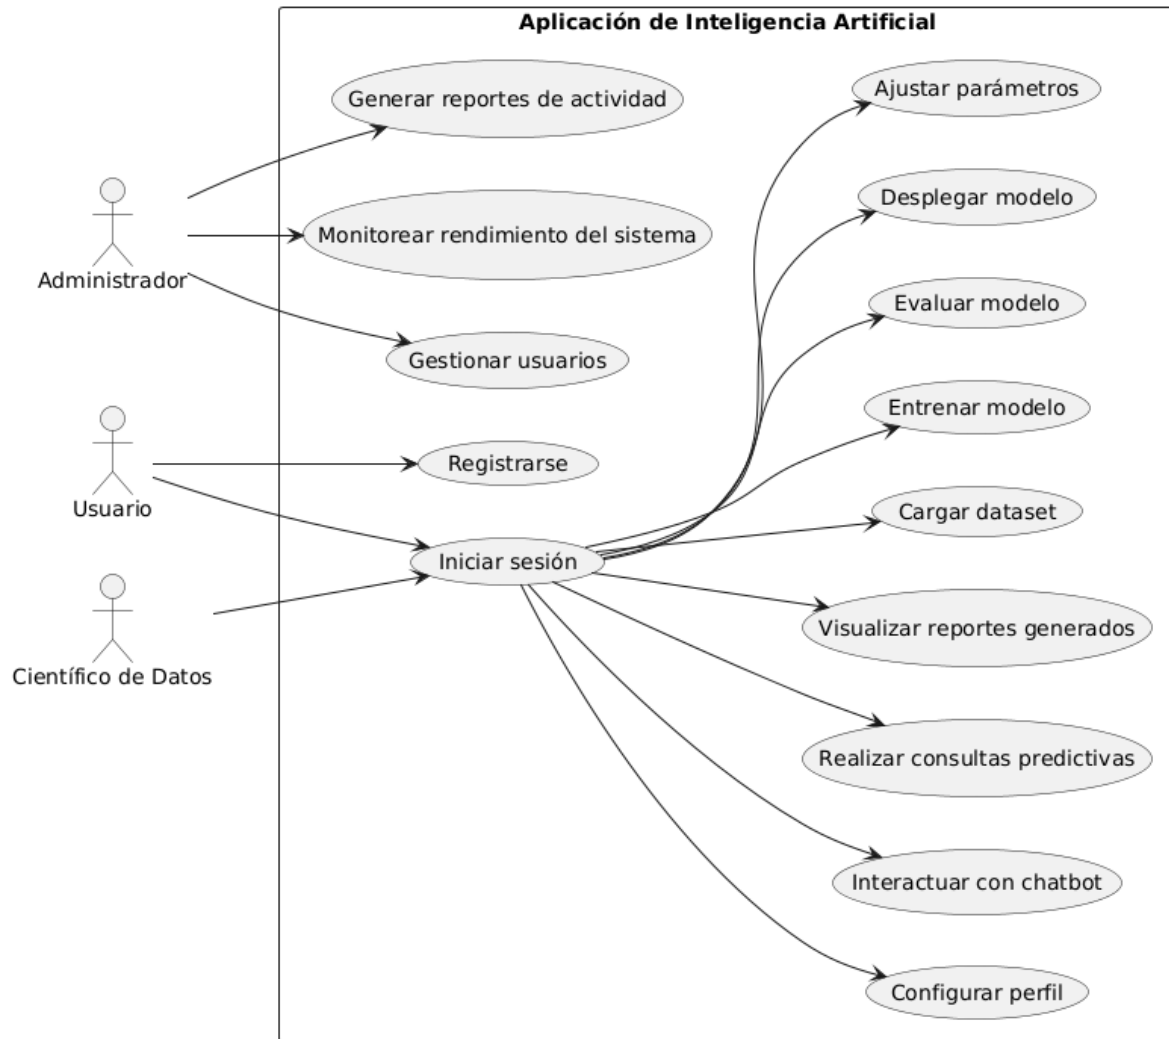 Aplicación de Inteligencia Artificial
Generar reportes de actividad
Monitorear rendimiento del sistema
Gestionar usuarios
Registrarse
Iniciar sesión
Administrador
Usuario
Científico de Datos
Ajustar parámetros
Desplegar modelo
Evaluar modelo
Entrenar modelo
Cargar dataset
Visualizar reportes generados
Realizar consultas predictivas
Interactuar con chatbot
Configurar perfil